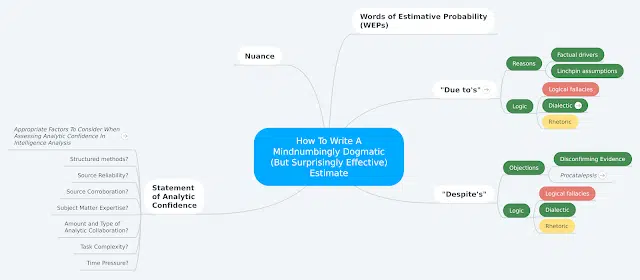 How To Write A
Mindnumbingly Dogmatic
(But Surprisingly Effective)
Estimate
Words of Estimative Probability
(WEPs)
"Due to's"
Reasons
Factual drivers
Linchpin assumptions
Logic
Logical fallacies
Dialectic
Rhetoric
"Despite's"
Objections
Disconfirming Evidence
Procatalepsis
Logic
Logical fallacies
Dialectic
Rhetoric
Nuance
Statement
of Analytic
Confidence
Appropriate Factors To Consider When
Assessing Analytic Confidence In
Intelligence Analysis
Structured methods?
Source Reliability?
Source Corroboration?
Subject Matter Expertise?
Amount and Type of
Analytic Collaboration?
Task Complexity?
Time Pressure?